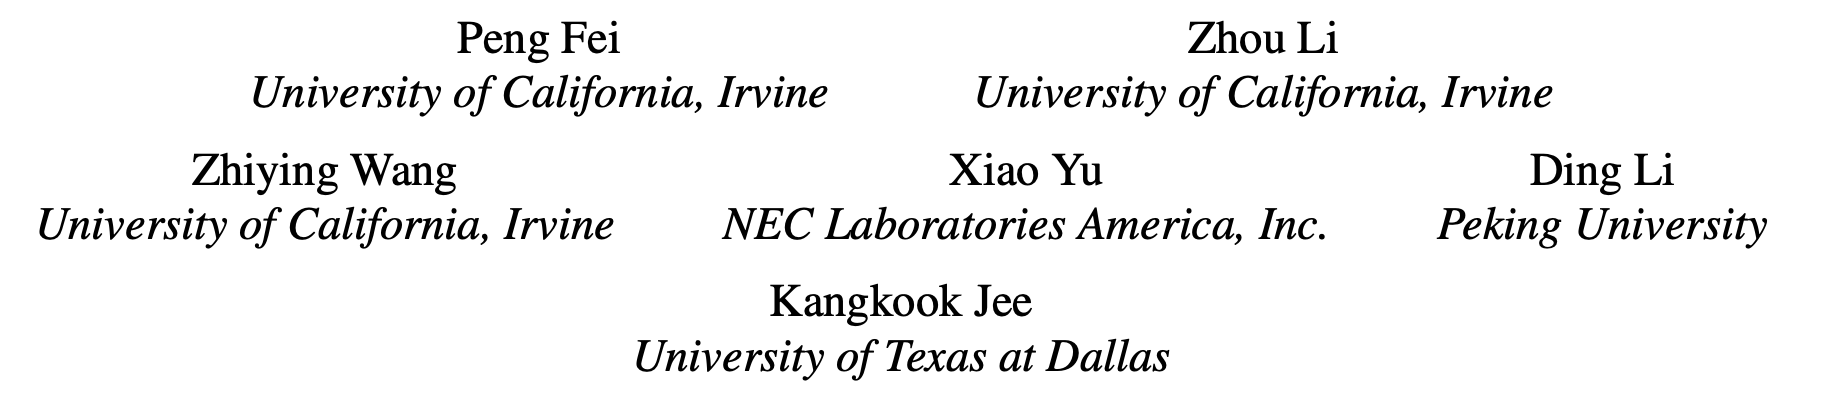 Peng Fei
University of California, Irvine
Zhou Li
University of California, Irvine
Zhiying Wang
University of California, Irvine
Xiao Yu
NEC Laboratories America, Inc.
Ding Li
Peking University
Kangkook Jee
University of Texas at Dallas